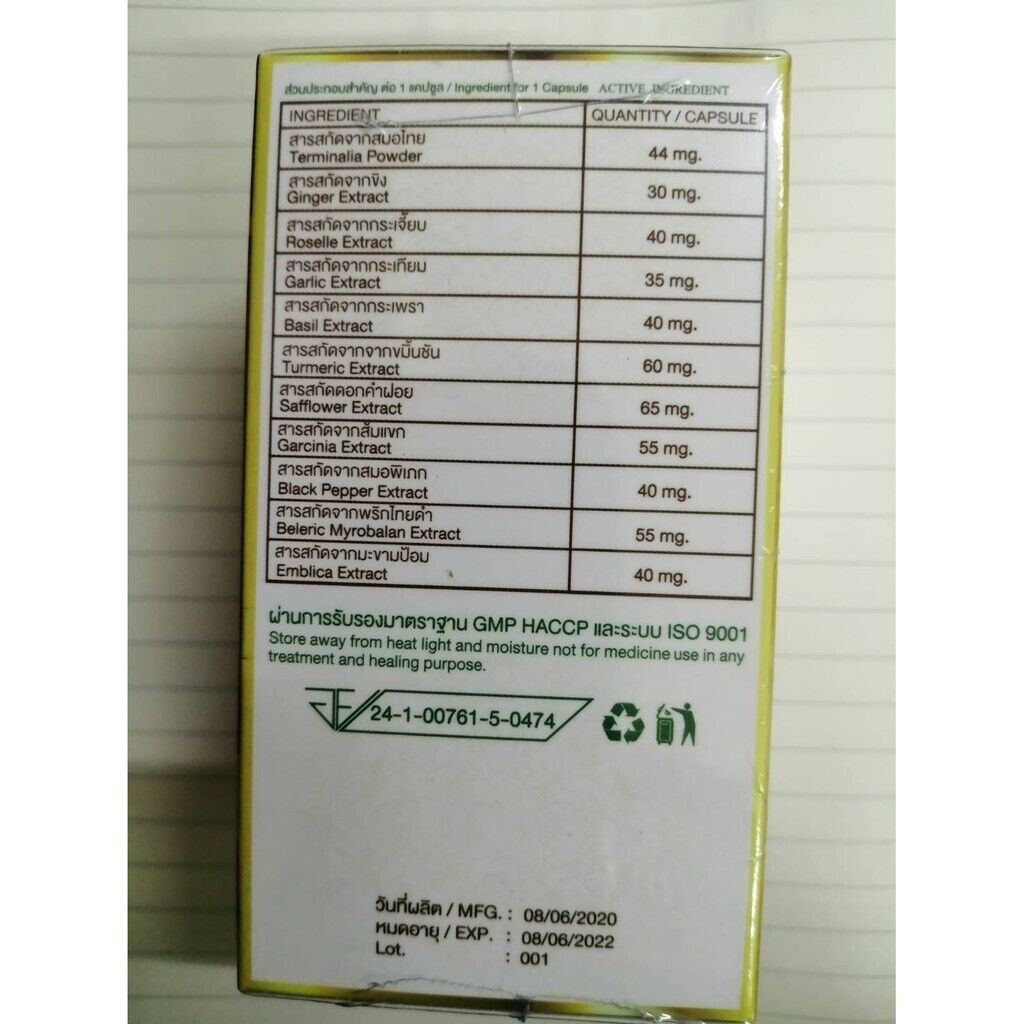 ส่วนประกอบสำคัญ ต่อ 1 แคปซูล / Ingredient for 1 Capsule ACTIVE INGREDIENT
INGREDIENT QUANTITY / CAPSULE
สารสกัดจากสมอไทย
Terminalia Powder 44 mg.
สารสกัดจากขิง
Ginger Extract 30 mg.
สารสกัดจากกระเจี๊ยบ
Roselle Extract 40 mg.
สารสกัดจากกระเทียม
Garlic Extract 35 mg.
สารสกัดจากกระเพรา
Basil Extract 40 mg.
สารสกัดจากจากขมิ้นชัน
Turmeric Extract 60 mg.
สารสกัดดอกคำฝอย
Safflower Extract 65 mg.
สารสกัดจากส้มแขก
Garcinia Extract 55 mg.
สารสกัดจากสมอพิเภก
Black Pepper Extract 40 mg.
สารสกัดจากพริกไทยดำ
Beleric Myrobalan Extract 55 mg.
สารสกัดจากมะขามป้อม
Emblica Extract 40 mg.
ผ่านการรับรองมาตราฐาน GMP HACCP และระบบ ISO 9001
Store away from heat light and moisture not for medicine use in any
treatment and healing purpose.
24-1-00761-5-0474
วันที่ผลิต / MFG. : 08/06/2020
หมดอายุ / EXP. : 08/06/2022
Lot. : 001